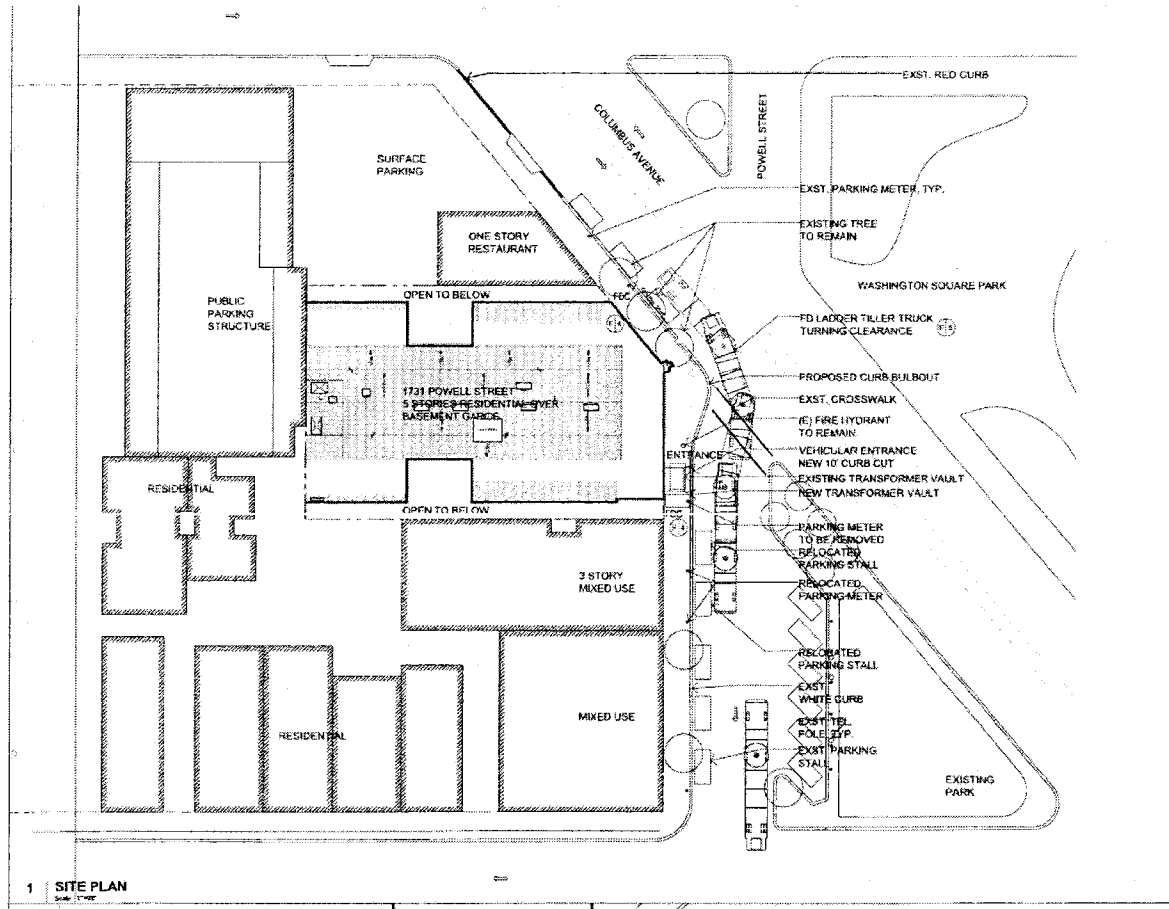 EXST. RED CURB
COLUMBUS AVENUE
POWELL STREET
SURFACE
PARKING
EXST. PARKING METER, TYP.
ONE STORY
RESTAURANT
EXISTING TREE
TO REMAIN
WASHINGTON SQUARE PARK
OPEN TO BELOW
FDC
PUBLIC
PARKING
STRUCTURE
FD LADDER TILLER TRUCK
TURNING CLEARANCE
PROPOSED CURB BULBOUT
1731 POWELL STREET
5 STORIES RESIDENTIAL OVER
BASEMENT GARGE
EXST. CROSSWALK
(E) FIRE HYDRANT
TO REMAIN
ENTRANCE
VEHICULAR ENTRANCE
NEW 10' CURB CUT
EXISTING TRANSFORMER VAULT
NEW TRANSFORMER VAULT
RESIDENTIAL
OPEN TO BELOW
PARKING METER
TO BE REMOVED
RELOCATED
PARKING STALL
3 STORY
MIXED USE
RELOCATED
PARKING METER
RELOCATED
PARKING STALL
EXST.
WHITE CURB
MIXED USE
EXST. TEL.
POLE, TYP.
RESIDENTIAL
EXST. PARKING
STALL
EXISTING
PARK
1 SITE PLAN